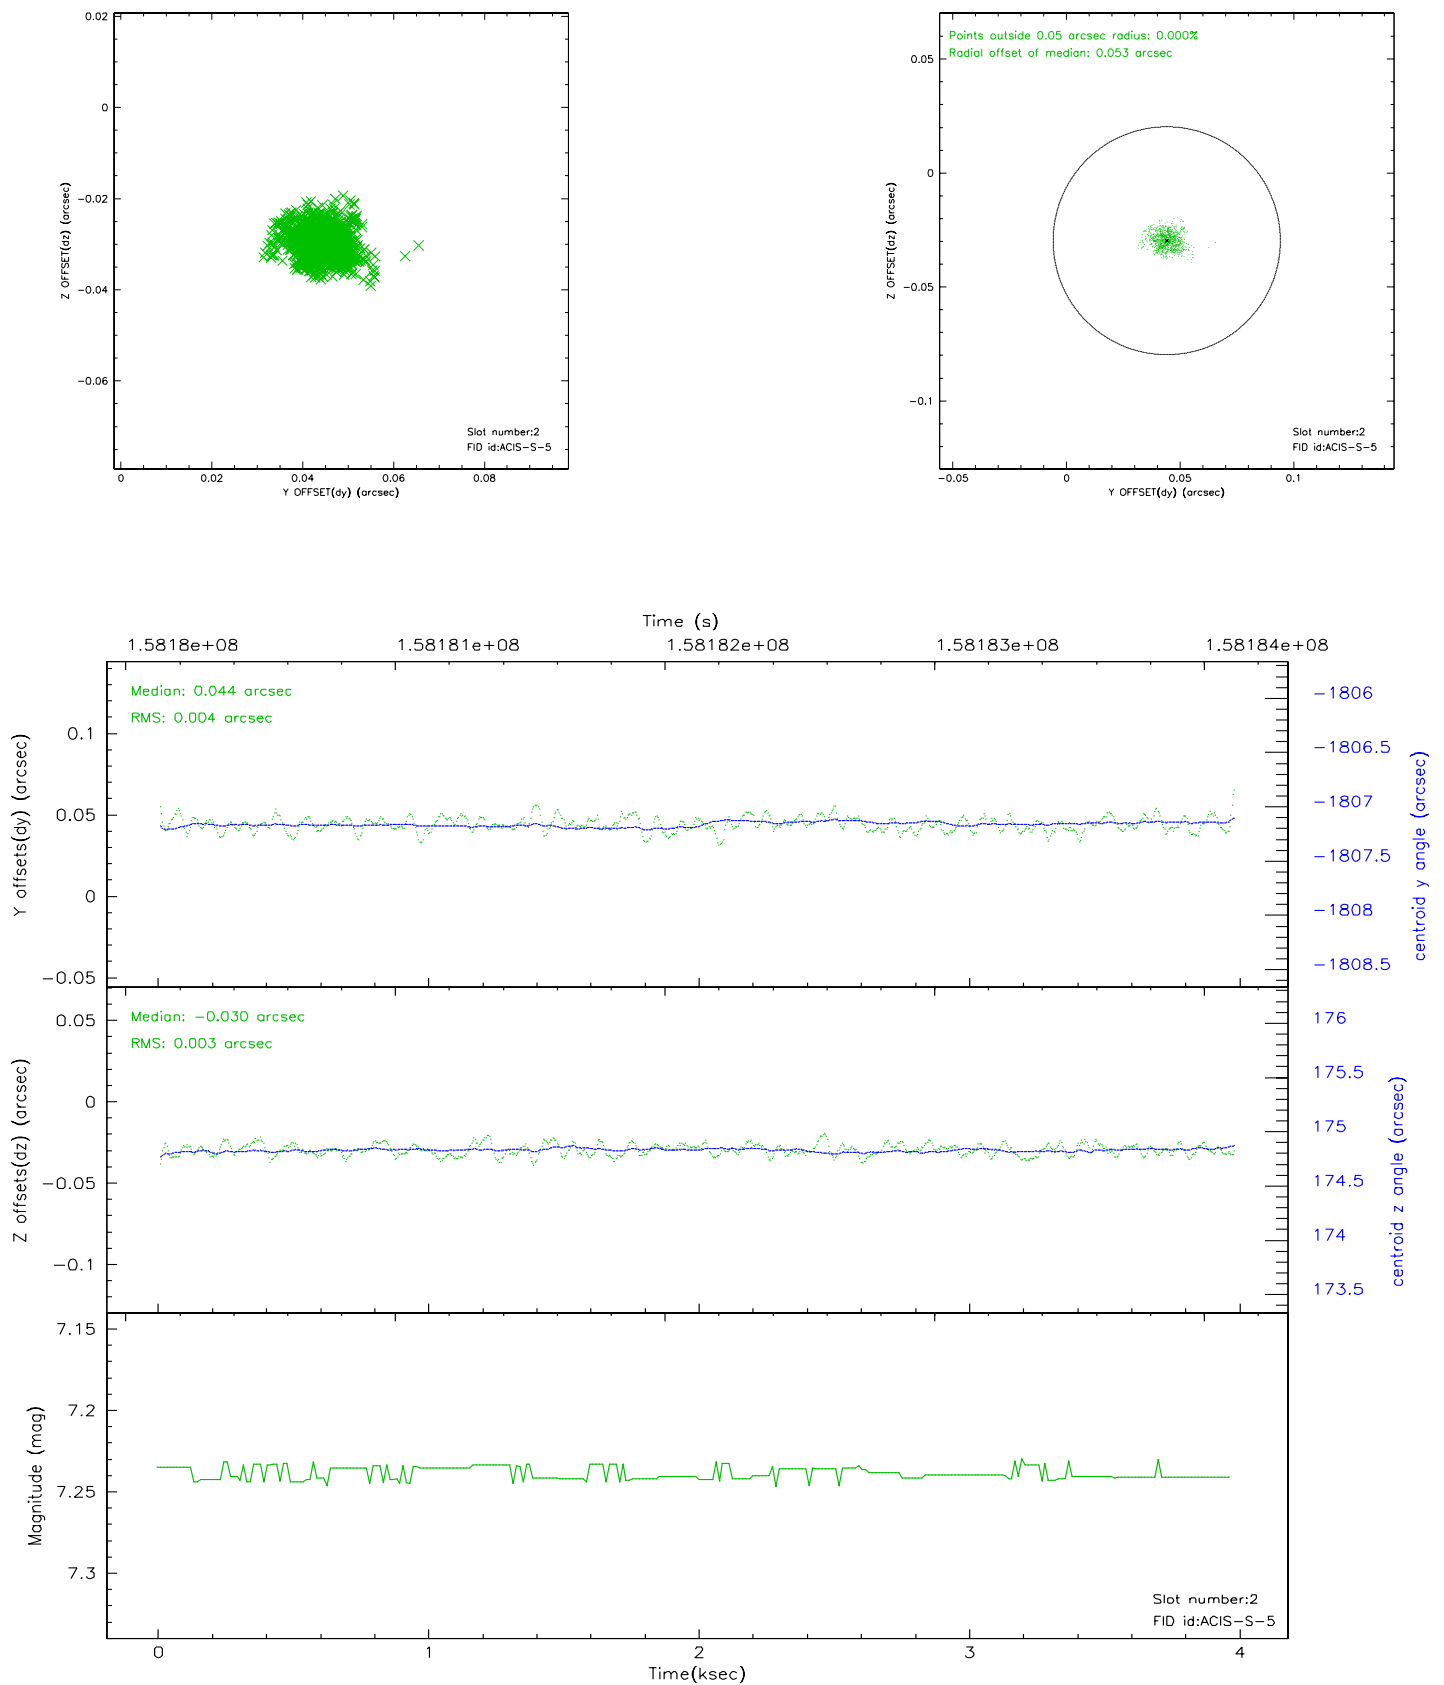 0.02
0
−0.02
−0.04
−0.06
Z OFFSET(dz) (arcsec)
0 0.02 0.04 0.06 0.08
Y OFFSET(dy) (arcsec)
Slot number:2
FID id:ACIS−S−5
Points outside 0.05 arcsec radius: 0.000%
Radial offset of median: 0.053 arcsec
0.05
0
−0.05
−0.1
Z OFFSET(dz) (arcsec)
−0.05 0 0.05 0.1
Y OFFSET(dy) (arcsec)
Slot number:2
FID id:ACIS−S−5
Time (s)
1.5818e+08 1.58181e+08 1.58182e+08 1.58183e+08 1.58184e+08
Median: 0.044 arcsec
RMS: 0.004 arcsec
0.1
0.05
0
−0.05
Y offsets(dy) (arcsec)
−1806
−1806.5
−1807
−1807.5
−1808
−1808.5
centroid y angle (arcsec)
Median: −0.030 arcsec
RMS: 0.003 arcsec
0.05
0
−0.05
−0.1
Z offsets(dz) (arcsec)
176
175.5
175
174.5
174
173.5
centroid z angle (arcsec)
7.15
7.2
7.25
7.3
Magnitude (mag)
Slot number:2
FID id:ACIS−S−5
0 1 2 3 4
Time(ksec)